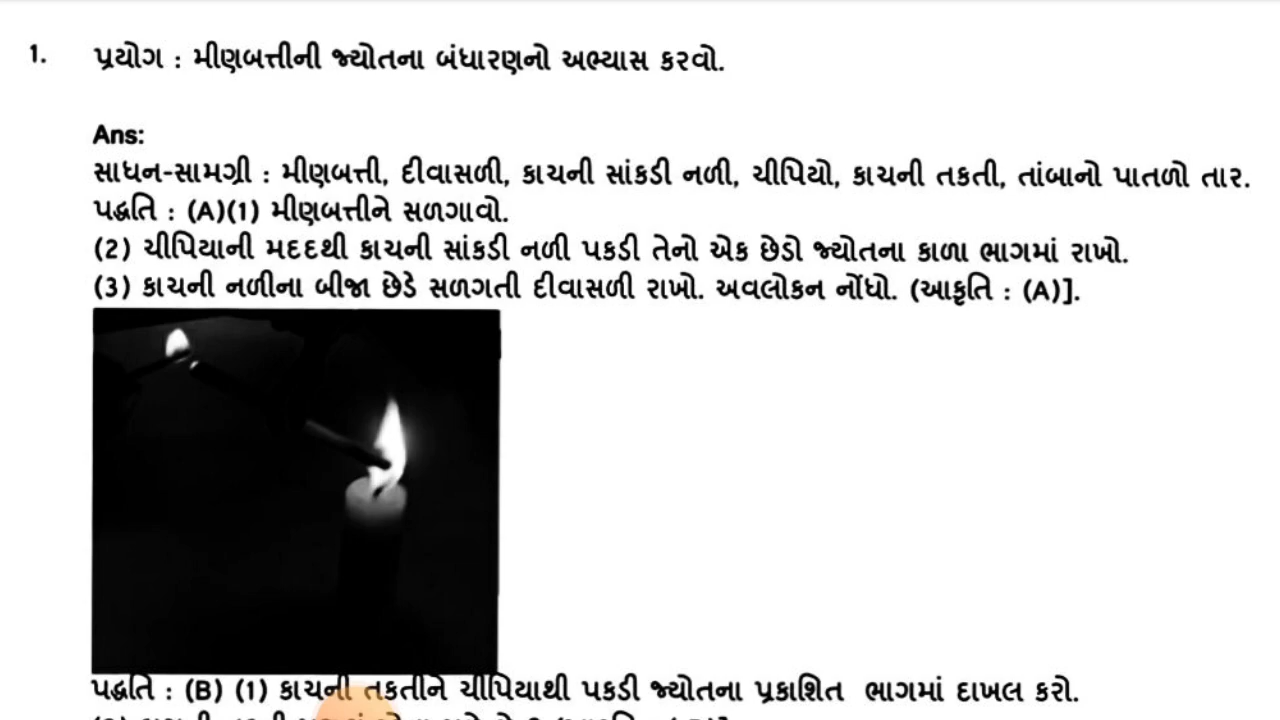 1. પ્રયોગ : મીણબત્તીની જ્યોતના બંધારણનો અભ્યાસ કરવો.
Ans:
સાધન-સામગ્રી : મીણબત્તી, દીવાસળી, કાચની સાંકડી નળી, ચીપિયો, કાચની તકતી, તાંબાનો પાતળો તાર.
પદ્ધતિ : (A)(1) મીણબત્તીને સળગાવો.
(2) ચીપિયાની મદદથી કાચની સાંકડી નળી પકડી તેનો એક છેડો જ્યોતના કાળા ભાગમાં રાખો.
(3) કાચની નળીના બીજા છેડે સળગતી દીવાસળી રાખો. અવલોકન નોંધો. (આકૃતિ : (A)].
પદ્ધતિ : (B) (1) કાચની તકતીને ચીપિયાથી પકડી જ્યોતના પ્રકાશિત ભાગમાં દાખલ કરો.